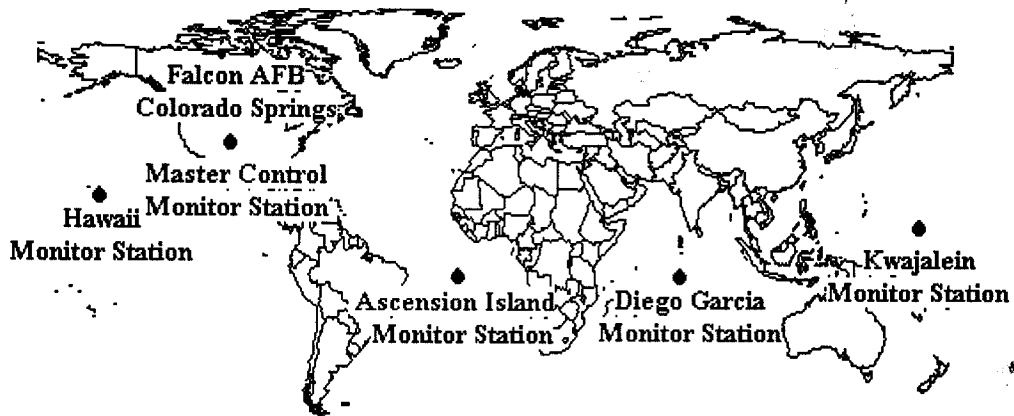 Falcon AFB
Colorado Springs
Master Control
Monitor Station
Hawaii
Monitor Station
Ascension Island
Monitor Station
Diego Garcia
Monitor Station
Kwajalein
Monitor Station